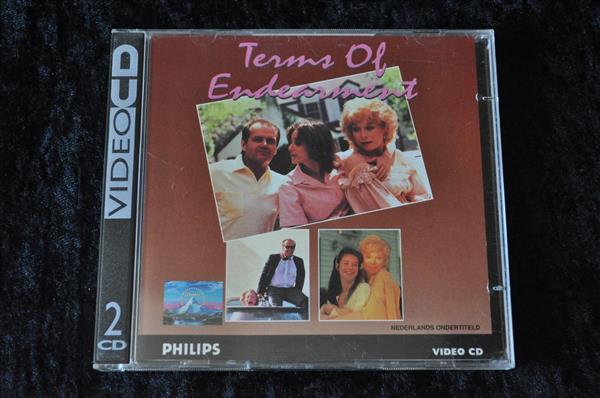 Terms Of
Endearment
VIDEO CD
2
CD
NEDERLANDS ONDERTITELD
PHILIPS
VIDEO CD